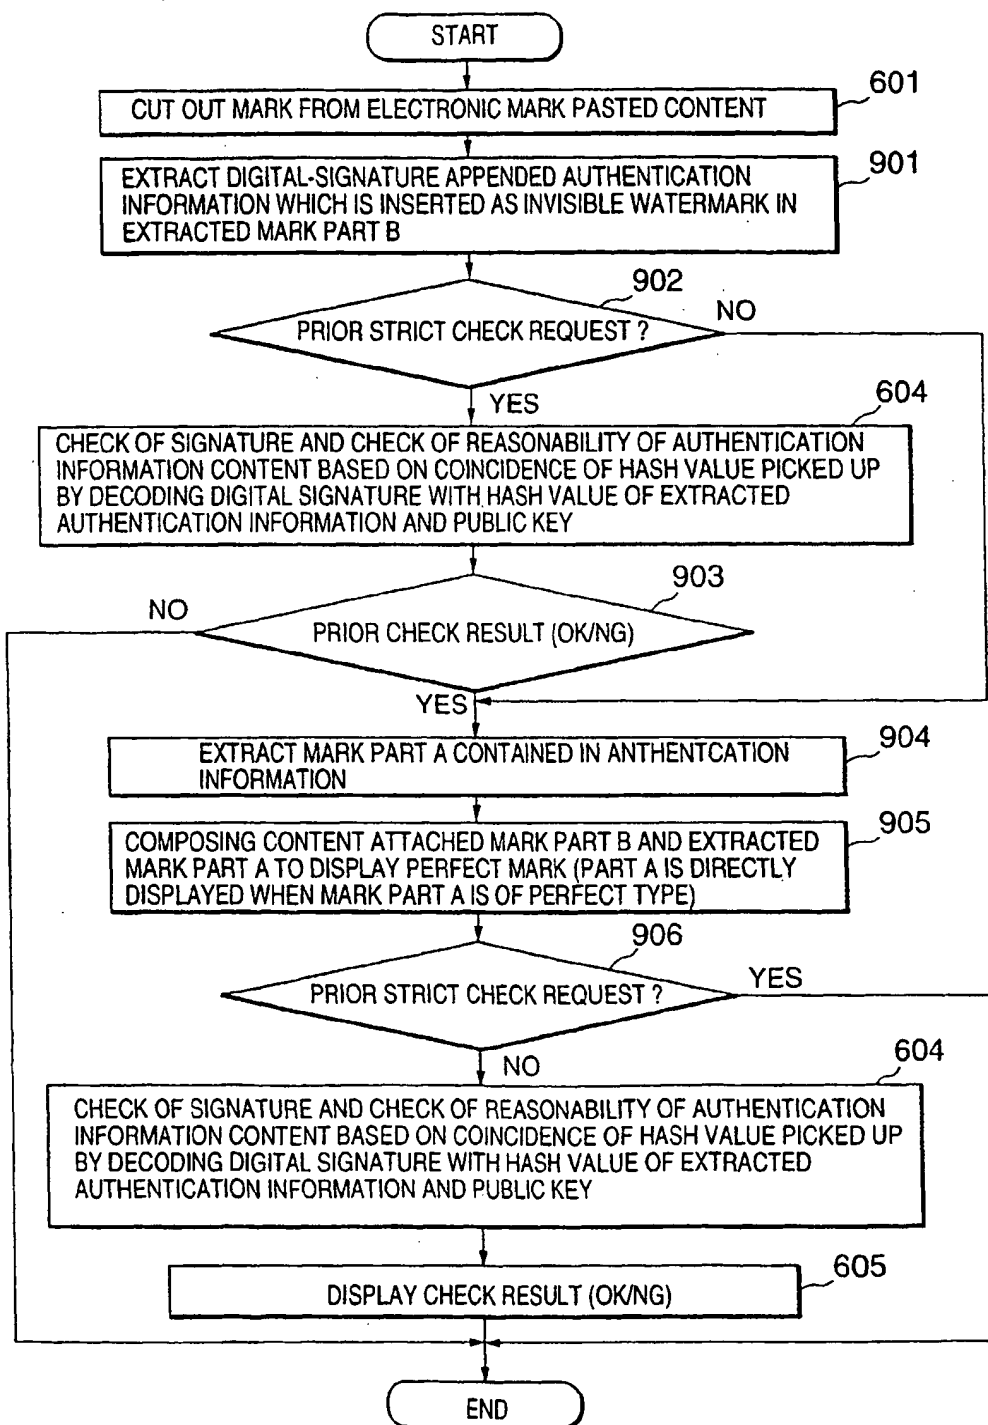 START
601
CUT OUT MARK FROM ELECTRONIC MARK PASTED CONTENT
901
EXTRACT DIGITAL-SIGNATURE APPENDED AUTHENTICATION
INFORMATION WHICH IS INSERTED AS INVISIBLE WATERMARK IN
EXTRACTED MARK PART B
902
PRIOR STRICT CHECK REQUEST ?
NO
YES
604
CHECK OF SIGNATURE AND CHECK OF REASONABILITY OF AUTHENTICATION
INFORMATION CONTENT BASED ON COINCIDENCE OF HASH VALUE PICKED UP
BY DECODING DIGITAL SIGNATURE WITH HASH VALUE OF EXTRACTED
AUTHENTICATION INFORMATION AND PUBLIC KEY
903
NO
PRIOR CHECK RESULT (OK/NG)
YES
904
EXTRACT MARK PART A CONTAINED IN ANTHENTCATION
INFORMATION
905
COMPOSING CONTENT ATTACHED MARK PART B AND EXTRACTED
MARK PART A TO DISPLAY PERFECT MARK (PART A IS DIRECTLY
DISPLAYED WHEN MARK PART A IS OF PERFECT TYPE)
906
PRIOR STRICT CHECK REQUEST ?
YES
NO
604
CHECK OF SIGNATURE AND CHECK OF REASONABILITY OF AUTHENTICATION
INFORMATION CONTENT BASED ON COINCIDENCE OF HASH VALUE PICKED UP
BY DECODING DIGITAL SIGNATURE WITH HASH VALUE OF EXTRACTED
AUTHENTICATION INFORMATION AND PUBLIC KEY
605
DISPLAY CHECK RESULT (OK/NG)
END